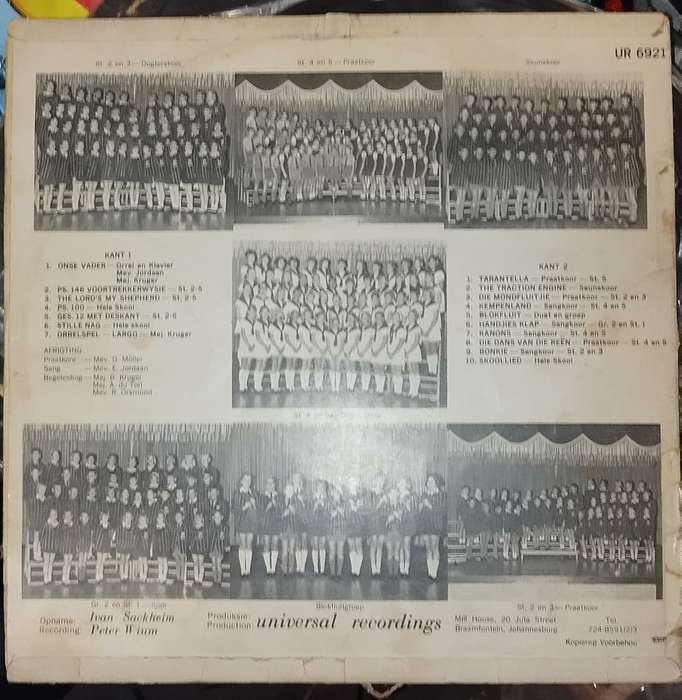 UR 6921
St. 2 en 3 — Dogterskoor
St. 4 en 5 — Praatkoor
Seunskoor
KANT 1
1. ONSE VADER — Orrel en Klavier
Mev. Jordaan
Mej. Kruger
2. PS. 146 VOORTREKKERWYSIE — St. 2-5
3. THE LORD'S MY SHEPHERD — St. 2-5
4. PS. 100 — Hele Skool
5. GES. 12 MET DESKANT — St. 2-5
6. STILLE NAG — Hele skool
7. ORRELSPEL — LARGO — Mej. Kruger
AFRIGTING
Praatkore — Mev. D. Möller
Sang — Mev. E. Jordaan
Begeleiding — Mej. B. Kruger
Mej. A. du Toit
Mev. R. Ormond
KANT 2
1. TARANTELLA — Praatkoor — St. 5
2. THE TRACTION ENGINE — Seunskoor
3. DIE MONDFLUITJIE — Praatkoor — St. 2 en 3
4. KEMPENLAND — Sangkoor — St. 4 en 5
5. BLOKFLUIT — Duet en groep
6. HANDJIES KLAP — Sangkoor — Gr. 2 en St. 1
7. KANONS — Sangkoor — St. 4 en 5
8. DIE DANS VAN DIE REËN — Praatkoor — St. 4 en 5
9. BONKIE — Sangkoor — St. 2 en 3
10. SKOOLLIED — Hele Skool
St. 4 en
Gr. 2 en St. 1 —
Blokfluitgroep
St. 2 en 3 — Praatkoor
Opname: Ivan Sackheim
Recording: Peter Wium
Produksie:
Production: universal recordings
Mill House, 20 Juta Street
Braamfontein, Johannesburg
Tel.
724-8591/2/3
Kopiereg Voorbehou